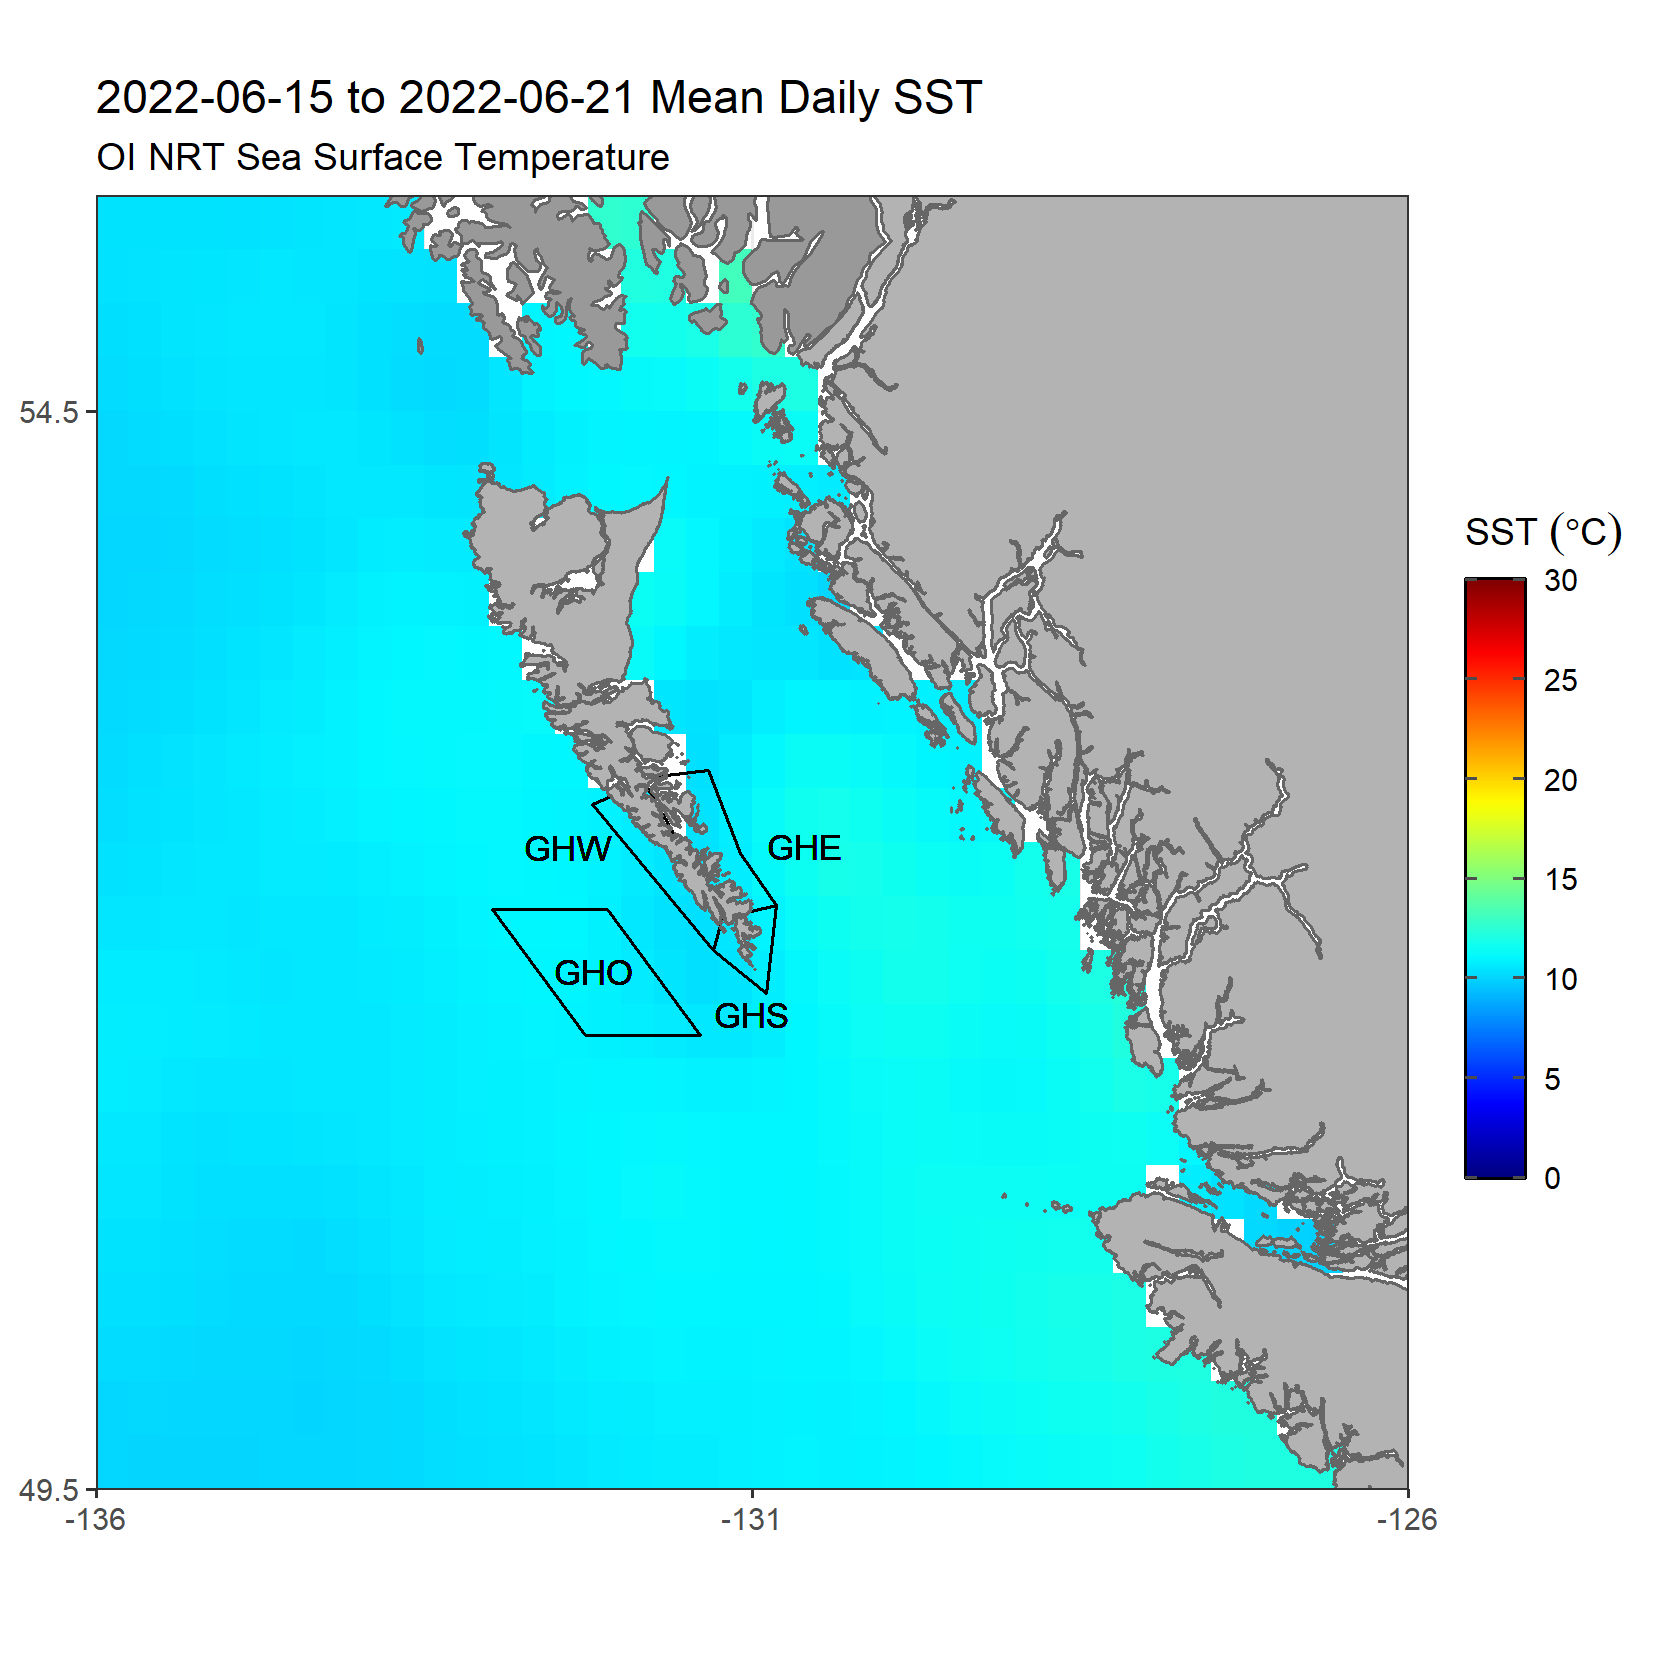 2022-06-15 to 2022-06-21 Mean Daily SST
OI NRT Sea Surface Temperature
54.5
49.5
-136
-131
-126
GHW
GHE
GHO
GHS
SST (°C)
30
25
20
15
10
5
0